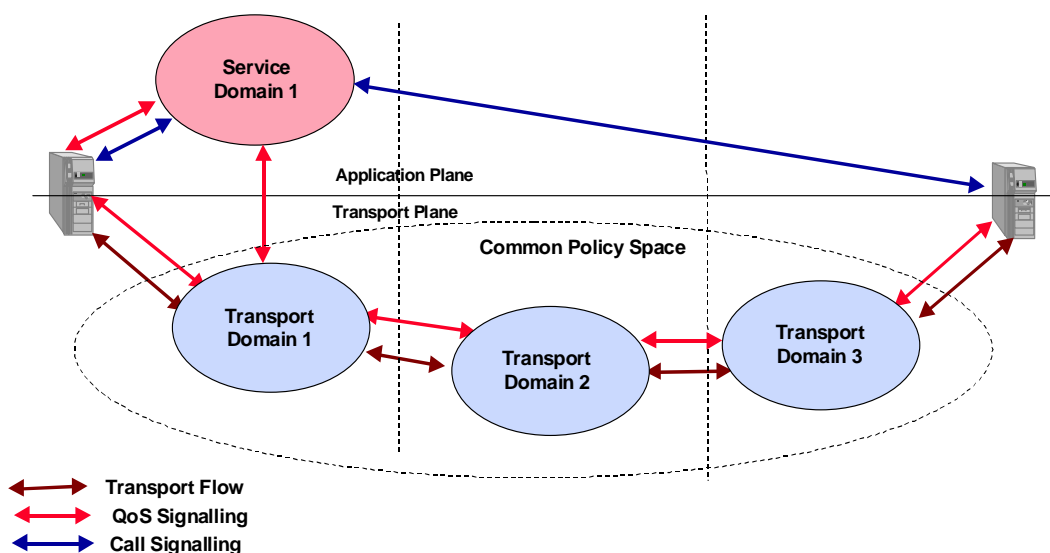 Service
Domain 1
Application Plane
Transport Plane
Common Policy Space
Transport
Domain 1
Transport
Domain 2
Transport
Domain 3
Transport Flow
QoS Signalling
Call Signalling